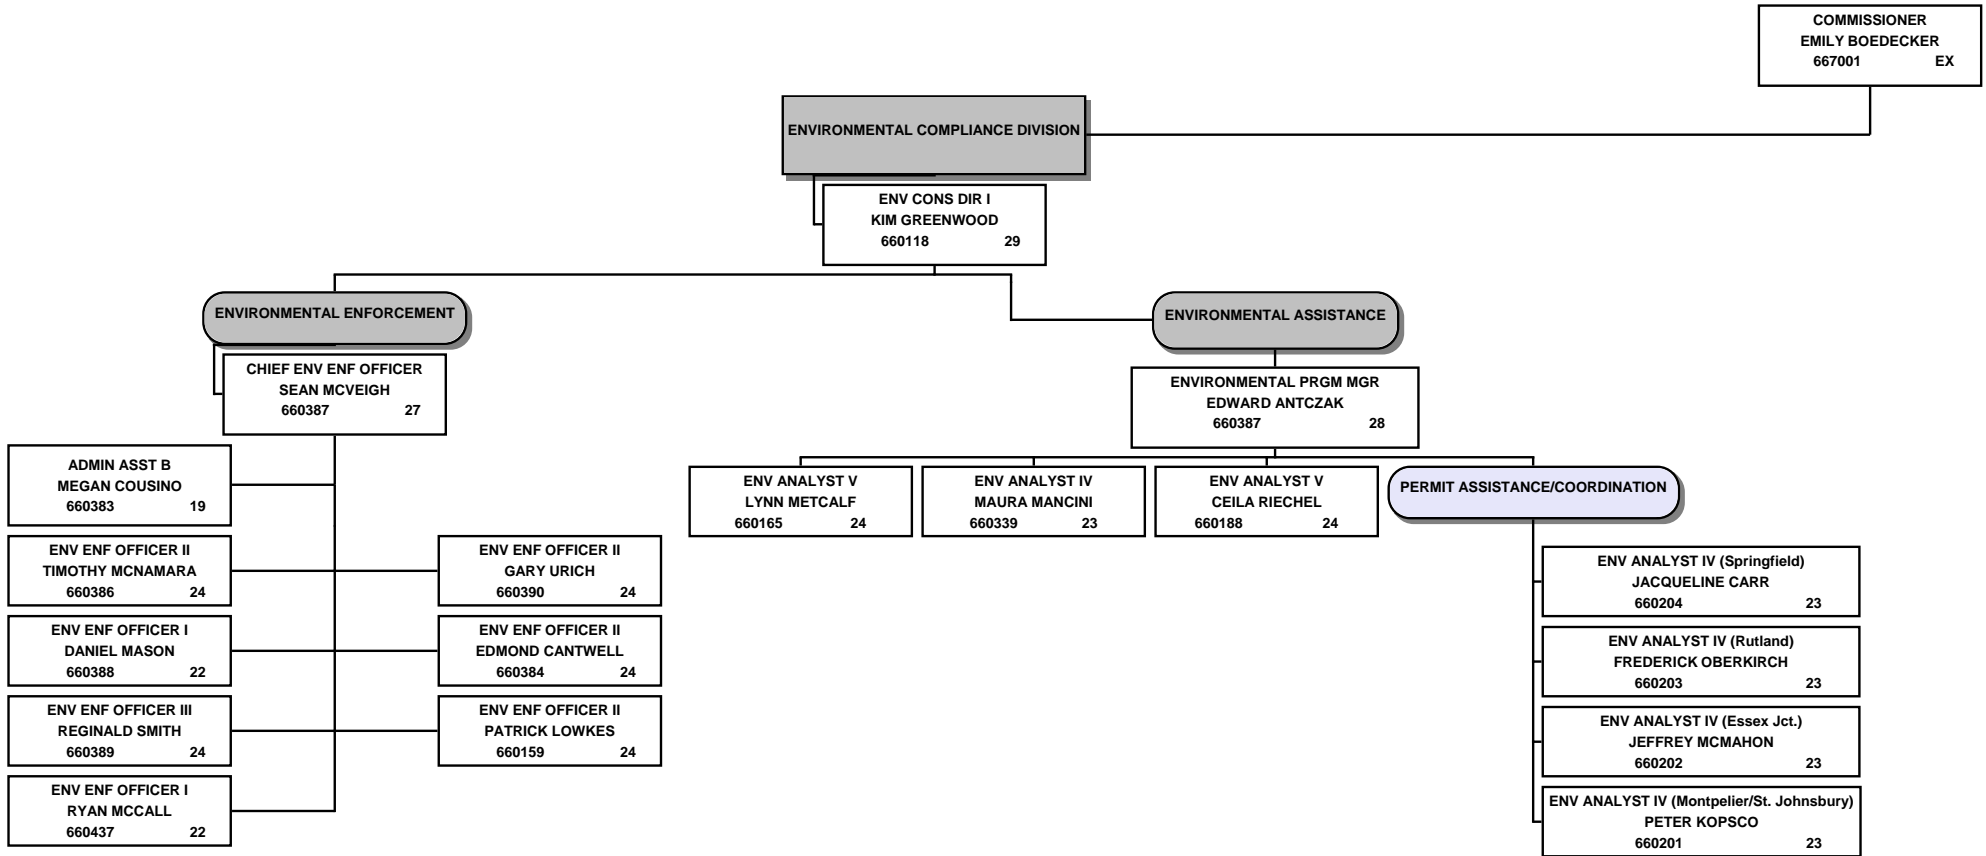 COMMISSIONER
EMILY BOEDECKER
667001 EX
ENVIRONMENTAL COMPLIANCE DIVISION
ENV CONS DIR I
KIM GREENWOOD
660118 29
ENVIRONMENTAL ENFORCEMENT
CHIEF ENV ENF OFFICER
SEAN MCVEIGH
660387 27
ADMIN ASST B
MEGAN COUSINO
660383 19
ENV ENF OFFICER II
TIMOTHY MCNAMARA
660386 24
ENV ENF OFFICER I
DANIEL MASON
660388 22
ENV ENF OFFICER III
REGINALD SMITH
660389 24
ENV ENF OFFICER I
RYAN MCCALL
660437 22
ENV ENF OFFICER II
GARY URICH
660390 24
ENV ENF OFFICER II
EDMOND CANTWELL
660384 24
ENV ENF OFFICER II
PATRICK LOWKES
660159 24
ENVIRONMENTAL ASSISTANCE
ENVIRONMENTAL PRGM MGR
EDWARD ANTCZAK
660387 28
ENV ANALYST V
LYNN METCALF
660165 24
ENV ANALYST IV
MAURA MANCINI
660339 23
ENV ANALYST V
CEILA RIECHEL
660188 24
PERMIT ASSISTANCE/COORDINATION
ENV ANALYST IV (Springfield)
JACQUELINE CARR
660204 23
ENV ANALYST IV (Rutland)
FREDERICK OBERKIRCH
660203 23
ENV ANALYST IV (Essex Jct.)
JEFFREY MCMAHON
660202 23
ENV ANALYST IV (Montpelier/St. Johnsbury)
PETER KOPSCO
660201 23